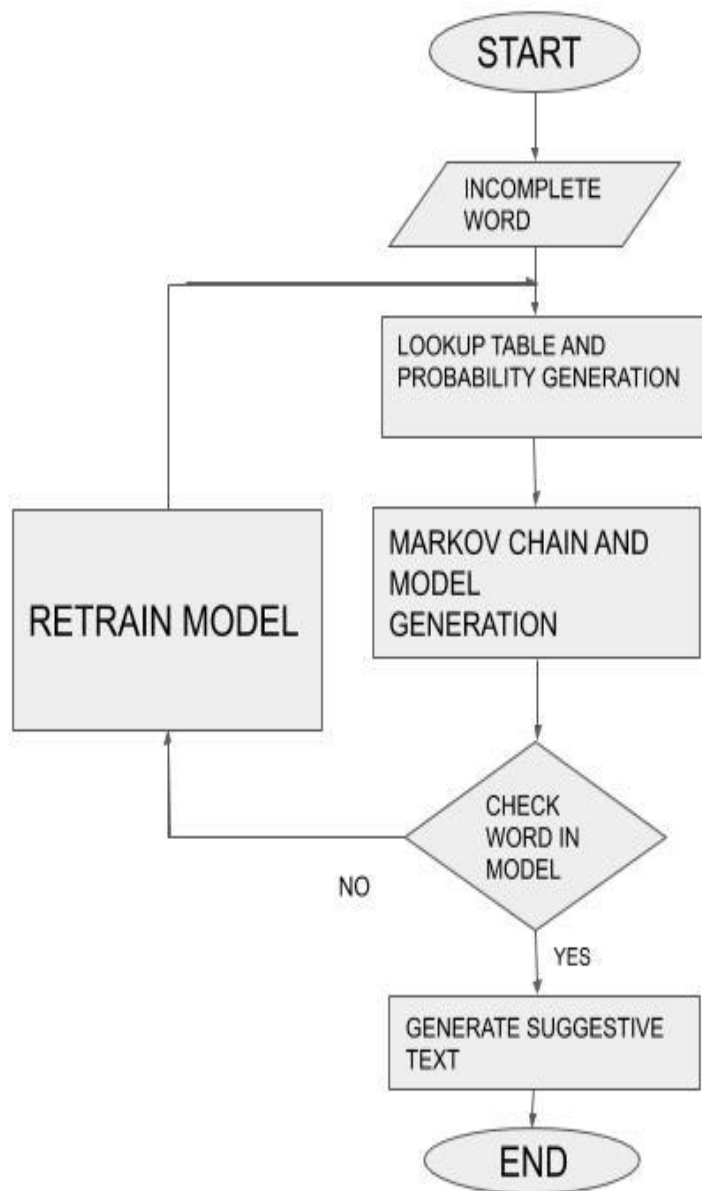 START
INCOMPLETE
WORD
LOOKUP TABLE AND
PROBABILITY GENERATION
MARKOV CHAIN AND
MODEL
GENERATION
RETRAIN MODEL
CHECK
WORD IN
MODEL
NO
YES
GENERATE SUGGESTIVE
TEXT
END